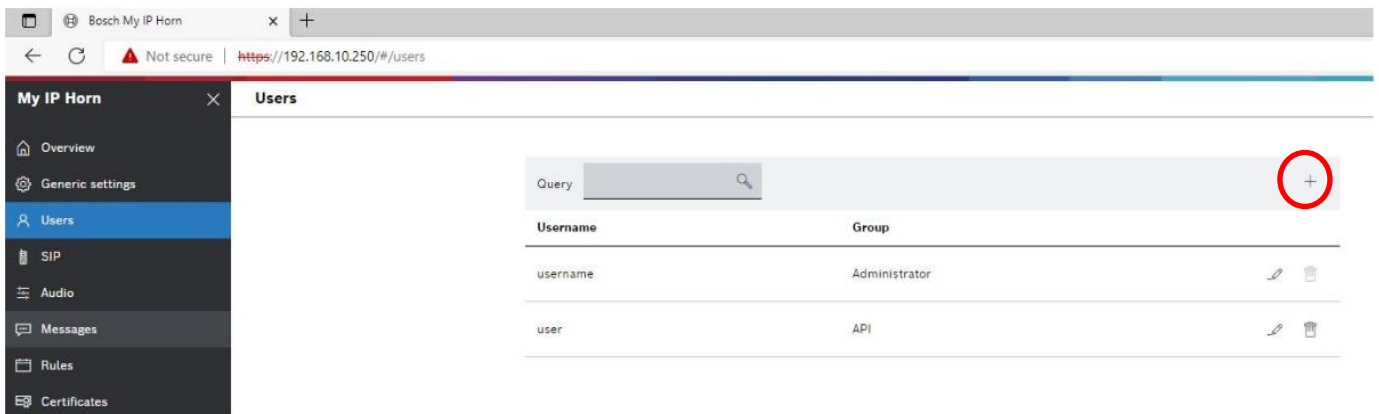 Bosch My IP Horn
Not secure | https://192.168.10.250/#/users
My IP Horn
Users
Overview
Generic settings
Users
SIP
Audio
Messages
Rules
Certificates
Query
Username Group
username Administrator
user API